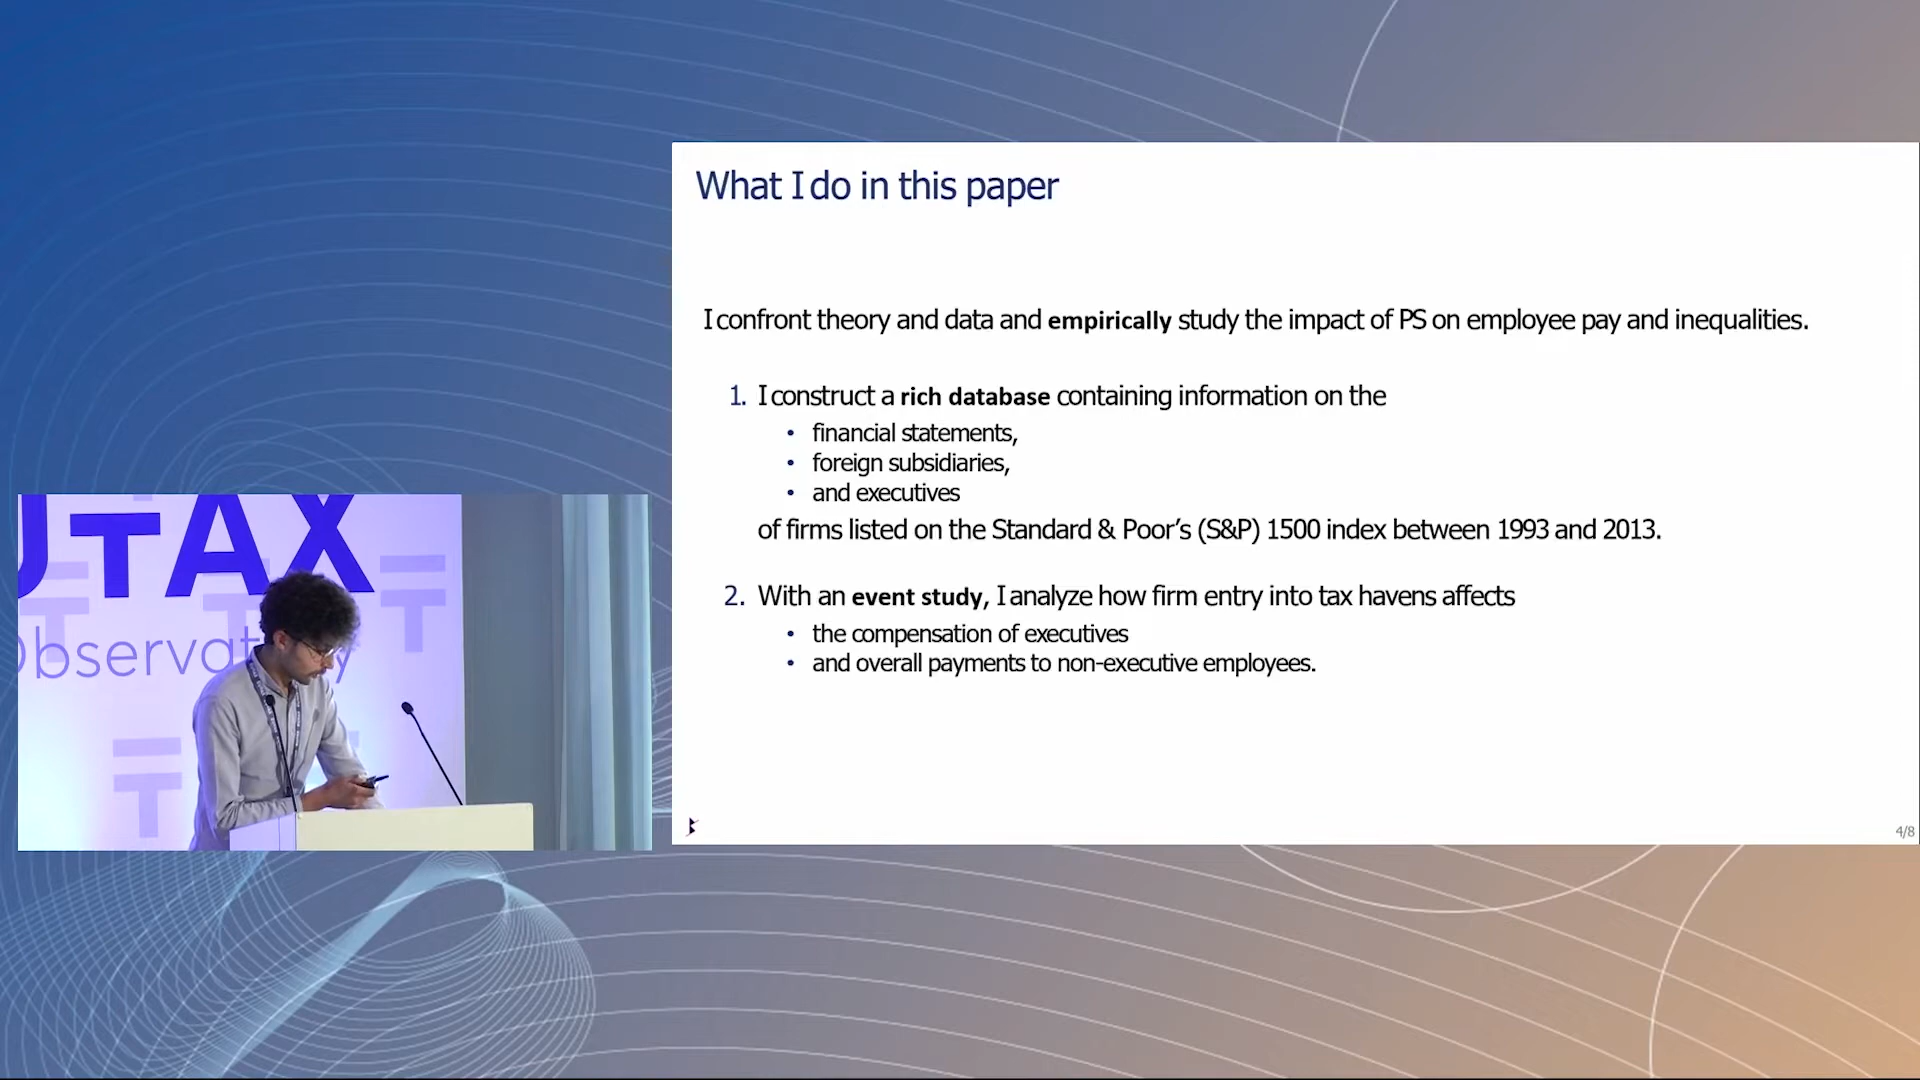 What I do in this paper
I confront theory and data and empirically study the impact of PS on employee pay and inequalities.
1. I construct a rich database containing information on the
• financial statements,
• foreign subsidiaries,
• and executives
of firms listed on the Standard & Poor's (S&P) 1500 index between 1993 and 2013.
2. With an event study, I analyze how firm entry into tax havens affects
• the compensation of executives
• and overall payments to non-executive employees.
4/8
TAX